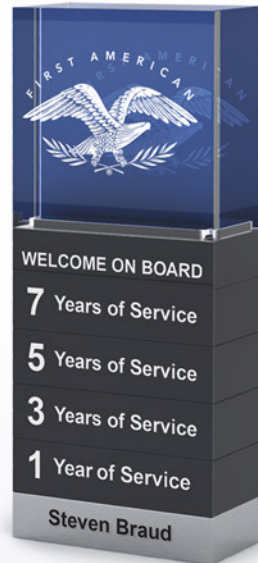 FIRST AMERICAN
WELCOME ON BOARD
7 Years of Service
5 Years of Service
3 Years of Service
1 Year of Service
Steven Braud